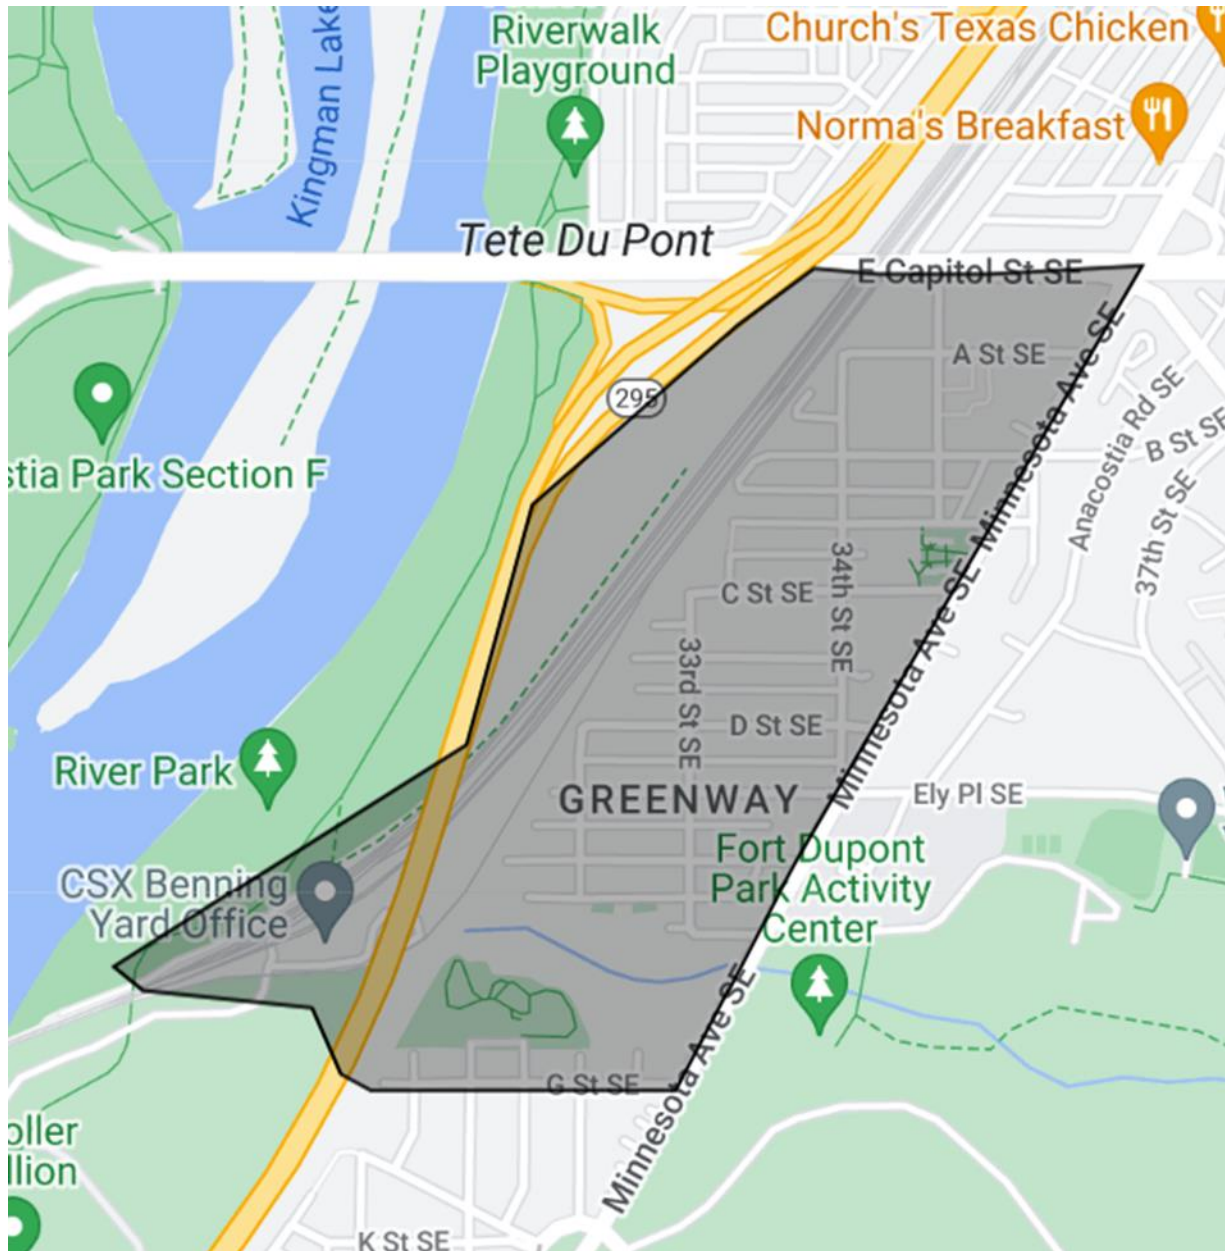 Riverwalk
Playground
Church's Texas Chicken
Kingman Lake
Norma's Breakfast
Tete Du Pont
E Capitol St SE
A St SE
295
Minnesota Ave SE
Anacostia Rd SE
B St SE
stia Park Section F
37th St SE
Minnesota Ave SE
34th St SE
C St SE
33rd St SE
D St SE
River Park
GREENWAY
Ely Pl SE
Fort Dupont
Park Activity
Center
CSX Benning
Yard Office
Minnesota Ave SE
G St SE
oller
llion
K St SE